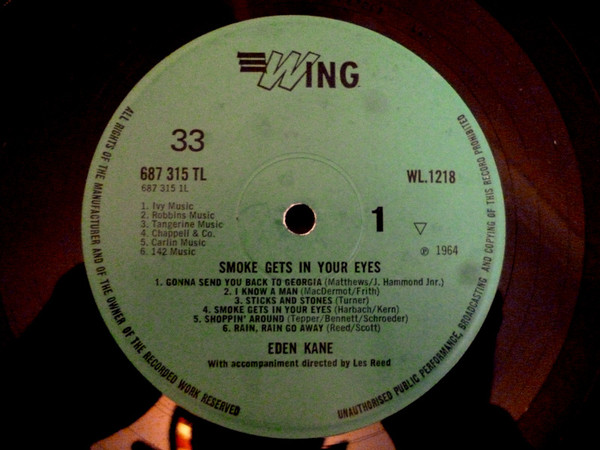 WING
33
687 315 TL
687 315 1L
WL.1218
1. Ivy Music
2. Robbins Music
3. Tangerine Music
4. Chappell & Co.
5. Carlin Music
6. 142 Music
1
℗ 1964
SMOKE GETS IN YOUR EYES
1. GONNA SEND YOU BACK TO GEORGIA (Matthews/J. Hammond Jnr.)
2. I KNOW A MAN (MacDermot/Frith)
3. STICKS AND STONES (Turner)
4. SMOKE GETS IN YOUR EYES (Harbach/Kern)
5. SHOPPIN' AROUND (Tepper/Bennett/Schroeder)
6. RAIN, RAIN GO AWAY (Reed/Scott)
EDEN KANE
With accompaniment directed by Les Reed
ALL RIGHTS OF THE MANUFACTURER AND OF THE OWNER OF THE RECORDED WORK RESERVED
UNAUTHORISED PUBLIC PERFORMANCE, BROADCASTING AND COPYING OF THIS RECORD PROHIBITED